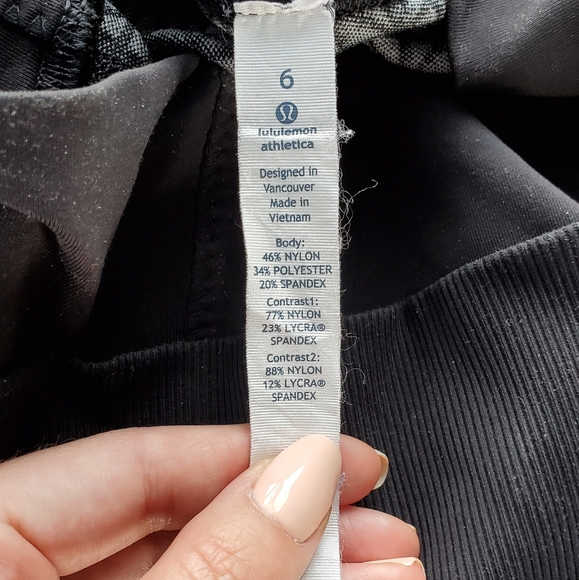 6
lululemon
athletica
Designed in
Vancouver
Made in
Vietnam
Body:
46% NYLON
34% POLYESTER
20% SPANDEX
Contrast1:
77% NYLON
23% LYCRA®
SPANDEX
Contrast2:
88% NYLON
12% LYCRA®
SPANDEX